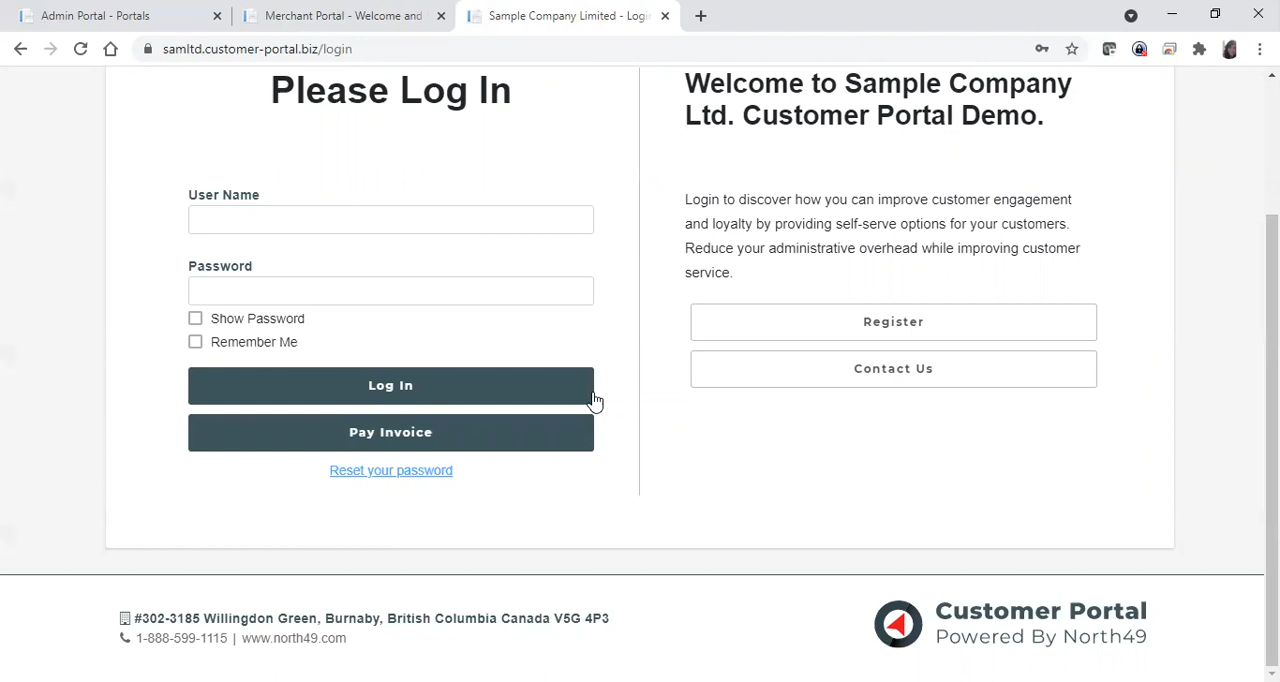 Admin Portal - Portals
Merchant Portal - Welcome and
Sample Company Limited - Logi
samltd.customer-portal.biz/login
Please Log In
User Name
Password
Show Password
Remember Me
Log In
Pay Invoice
Reset your password
Welcome to Sample Company
Ltd. Customer Portal Demo.
Login to discover how you can improve customer engagement
and loyalty by providing self-serve options for your customers.
Reduce your administrative overhead while improving customer
service.
Register
Contact Us
#302-3185 Willingdon Green, Burnaby, British Columbia Canada V5G 4P3
1-888-599-1115 | www.north49.com
Customer Portal
Powered By North49